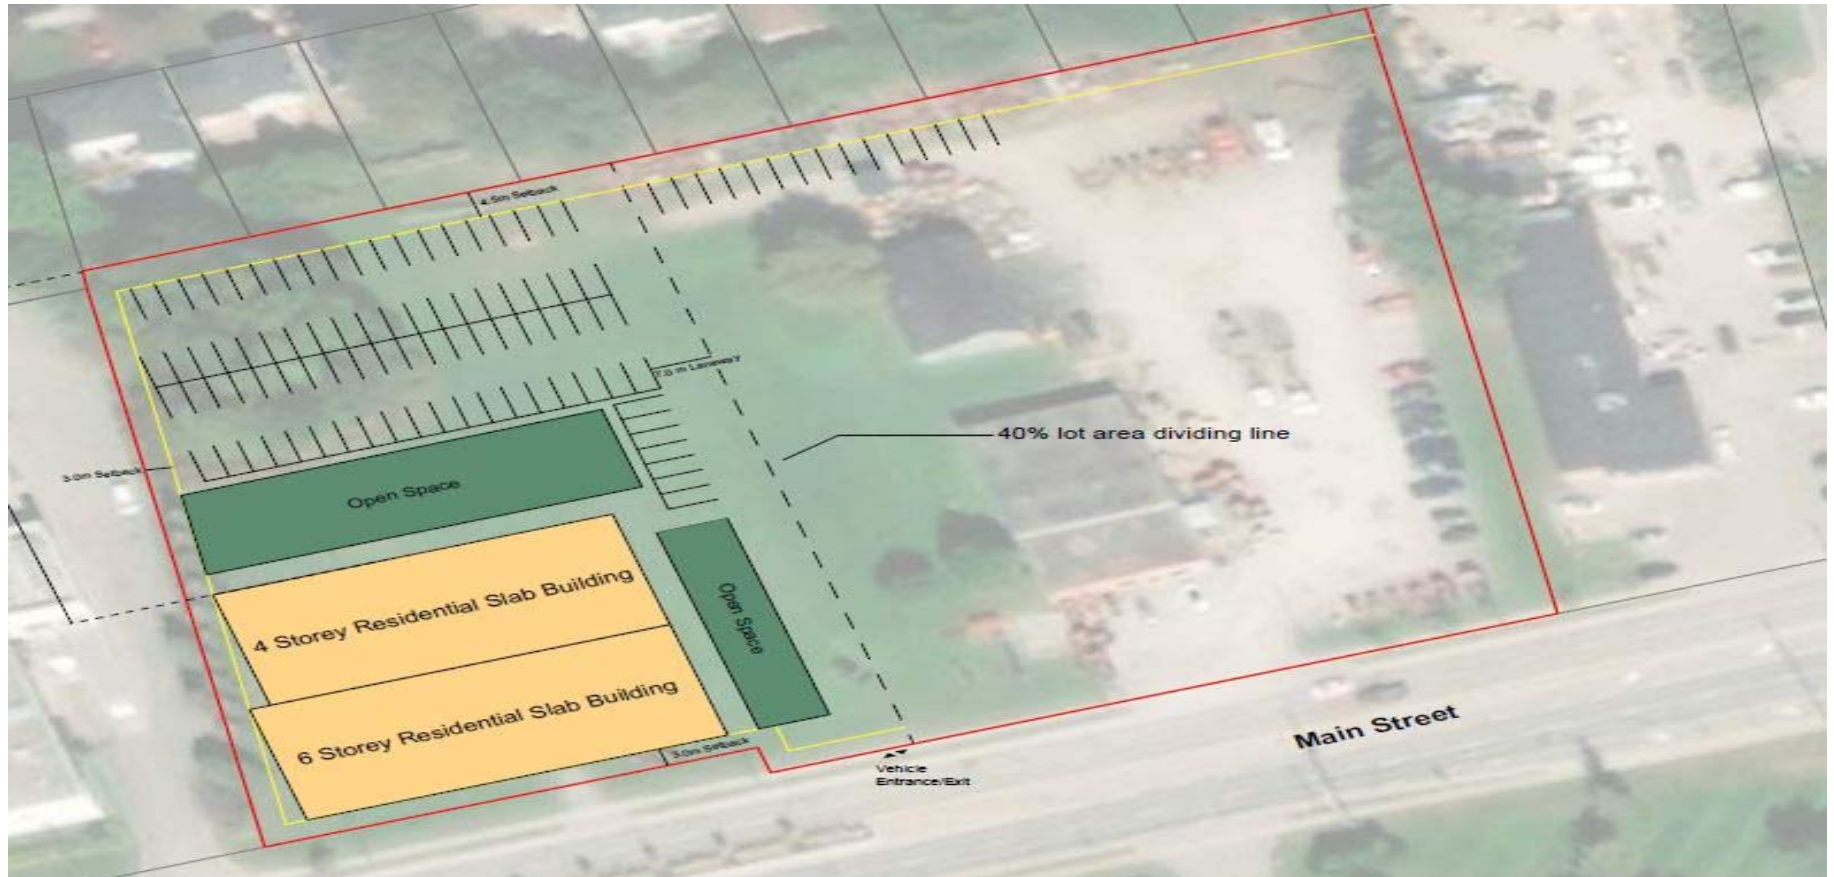 4.5m Setback
7.0 m Laneway
40% lot area dividing line
3.0m Setback
Open Space
4 Storey Residential Slab Building
Open Space
6 Storey Residential Slab Building
3.0m Setback
Main Street
Vehicle
Entrance/Exit